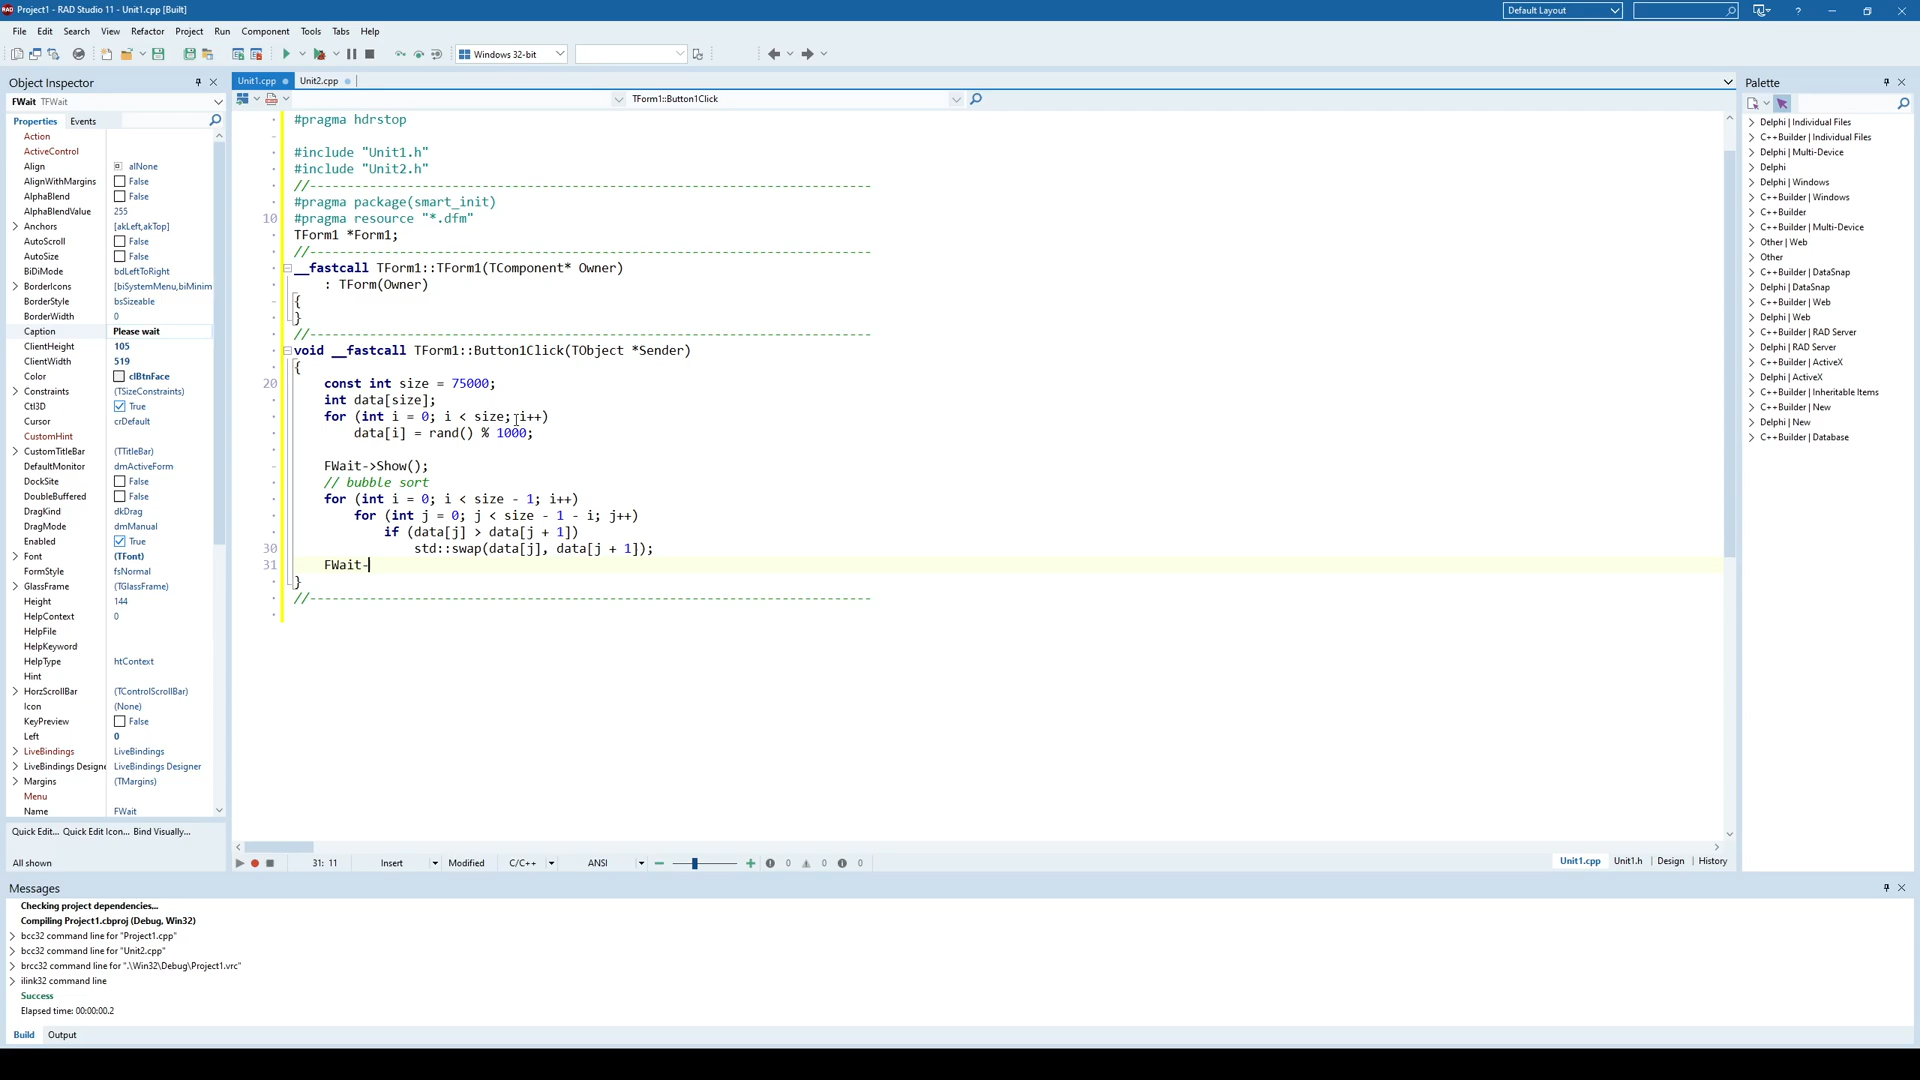 Project1 - RAD Studio 11 - Unit1.cpp [Built]
Default Layout
File Edit Search View Refactor Project Run Component Tools Tabs Help
Windows 32-bit
Object Inspector
FWait TFWait
Properties Events
Action
ActiveControl
Align alNone
AlignWithMargins False
AlphaBlend False
AlphaBlendValue 255
Anchors [akLeft,akTop]
AutoScroll False
AutoSize False
BiDiMode bdLeftToRight
BorderIcons [biSystemMenu,biMinim
BorderStyle bsSizeable
BorderWidth 0
Caption Please wait
ClientHeight 105
ClientWidth 519
Color clBtnFace
Constraints (TSizeConstraints)
Ctl3D True
Cursor crDefault
CustomHint
CustomTitleBar (TTitleBar)
DefaultMonitor dmActiveForm
DockSite False
DoubleBuffered False
DragKind dkDrag
DragMode dmManual
Enabled True
Font (TFont)
FormStyle fsNormal
GlassFrame (TGlassFrame)
Height 144
HelpContext 0
HelpFile
HelpKeyword
HelpType htContext
Hint
HorzScrollBar (TControlScrollBar)
Icon (None)
KeyPreview False
Left 0
LiveBindings LiveBindings
LiveBindings Designe LiveBindings Designer
Margins (TMargins)
Menu
Name FWait
Quick Edit... Quick Edit Icon... Bind Visually...
All shown
Unit1.cpp Unit2.cpp
TForm1::Button1Click
#pragma hdrstop
#include "Unit1.h"
#include "Unit2.h"
//---------------------------------------------------------------------------
#pragma package(smart_init)
10 #pragma resource "*.dfm"
TForm1 *Form1;
//---------------------------------------------------------------------------
__fastcall TForm1::TForm1(TComponent* Owner)
: TForm(Owner)
{
}
//---------------------------------------------------------------------------
void __fastcall TForm1::Button1Click(TObject *Sender)
{
20 const int size = 75000;
int data[size];
for (int i = 0; i < size; i++)
data[i] = rand() % 1000;
FWait->Show();
// bubble sort
for (int i = 0; i < size - 1; i++)
for (int j = 0; j < size - 1 - i; j++)
if (data[j] > data[j + 1])
30 std::swap(data[j], data[j + 1]);
31 FWait-
}
//---------------------------------------------------------------------------
31: 11 Insert Modified C/C++ ANSI 0 0 0
Unit1.cpp Unit1.h Design History
Palette
Delphi | Individual Files
C++Builder | Individual Files
Delphi | Multi-Device
Delphi
Delphi | Windows
C++Builder | Windows
C++Builder
C++Builder | Multi-Device
Other | Web
Other
C++Builder | DataSnap
Delphi | DataSnap
C++Builder | Web
Delphi | Web
C++Builder | RAD Server
Delphi | RAD Server
C++Builder | ActiveX
Delphi | ActiveX
C++Builder | Inheritable Items
C++Builder | New
Delphi | New
C++Builder | Database
Messages
Checking project dependencies...
Compiling Project1.cbproj (Debug, Win32)
bcc32 command line for "Project1.cpp"
bcc32 command line for "Unit2.cpp"
brcc32 command line for ".\Win32\Debug\Project1.vrc"
ilink32 command line
Success
Elapsed time: 00:00:00.2
Build Output